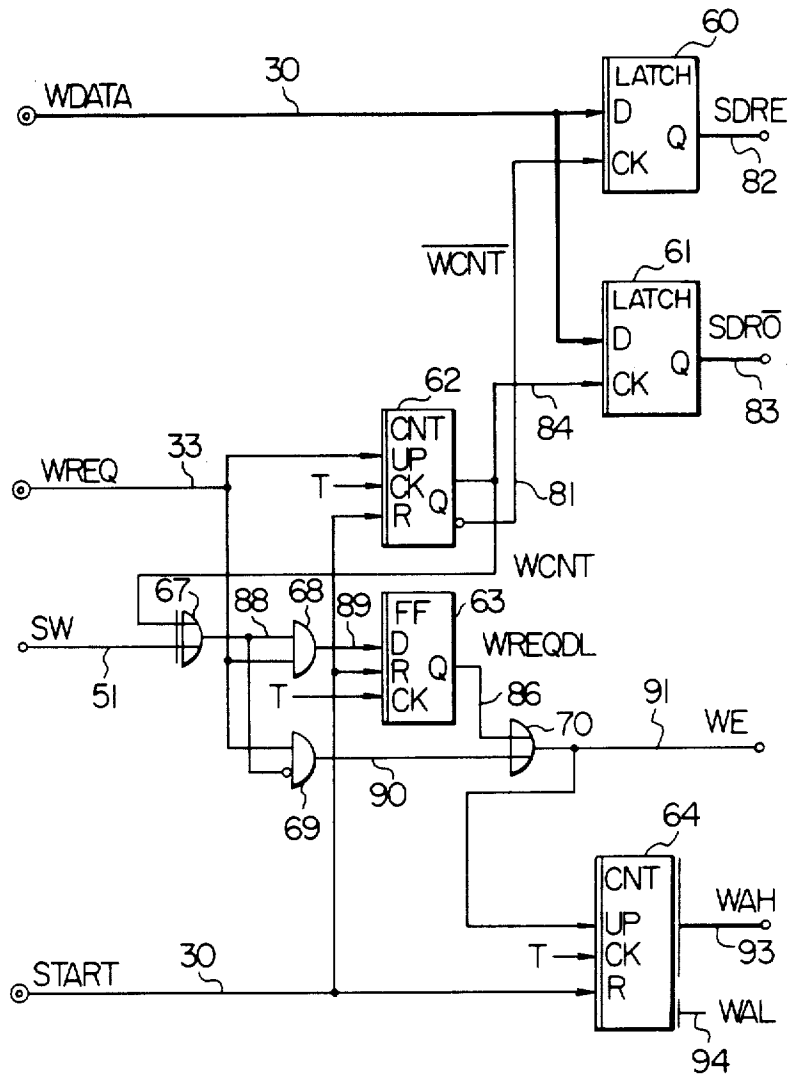 60
30
LATCH
WDATA
D
SDRE
Q
CK
82
WCNT
61
LATCH
SDRO
D
Q
62
CK
83
CNT
84
WREQ
33
UP
T
CK
Q
81
R
WCNT
67
88
68
89
63
SW
FF
D
WREQDL
R
Q
51
T
CK
86
70
91
WE
69
90
64
CNT
UP
WAH
T
CK
93
START
30
R
WAL
94